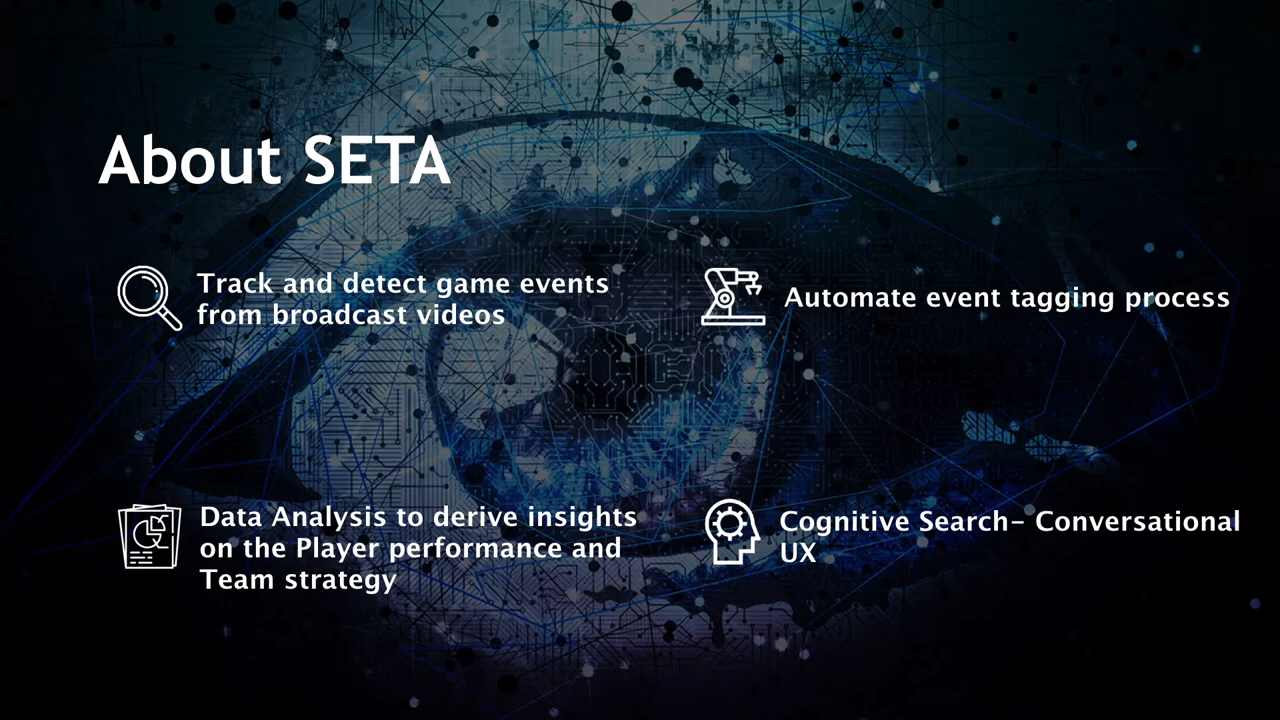 About SETA
Track and detect game events
from broadcast videos
Automate event tagging process
Data Analysis to derive insights
on the Player performance and
Team strategy
Cognitive Search– Conversational
UX